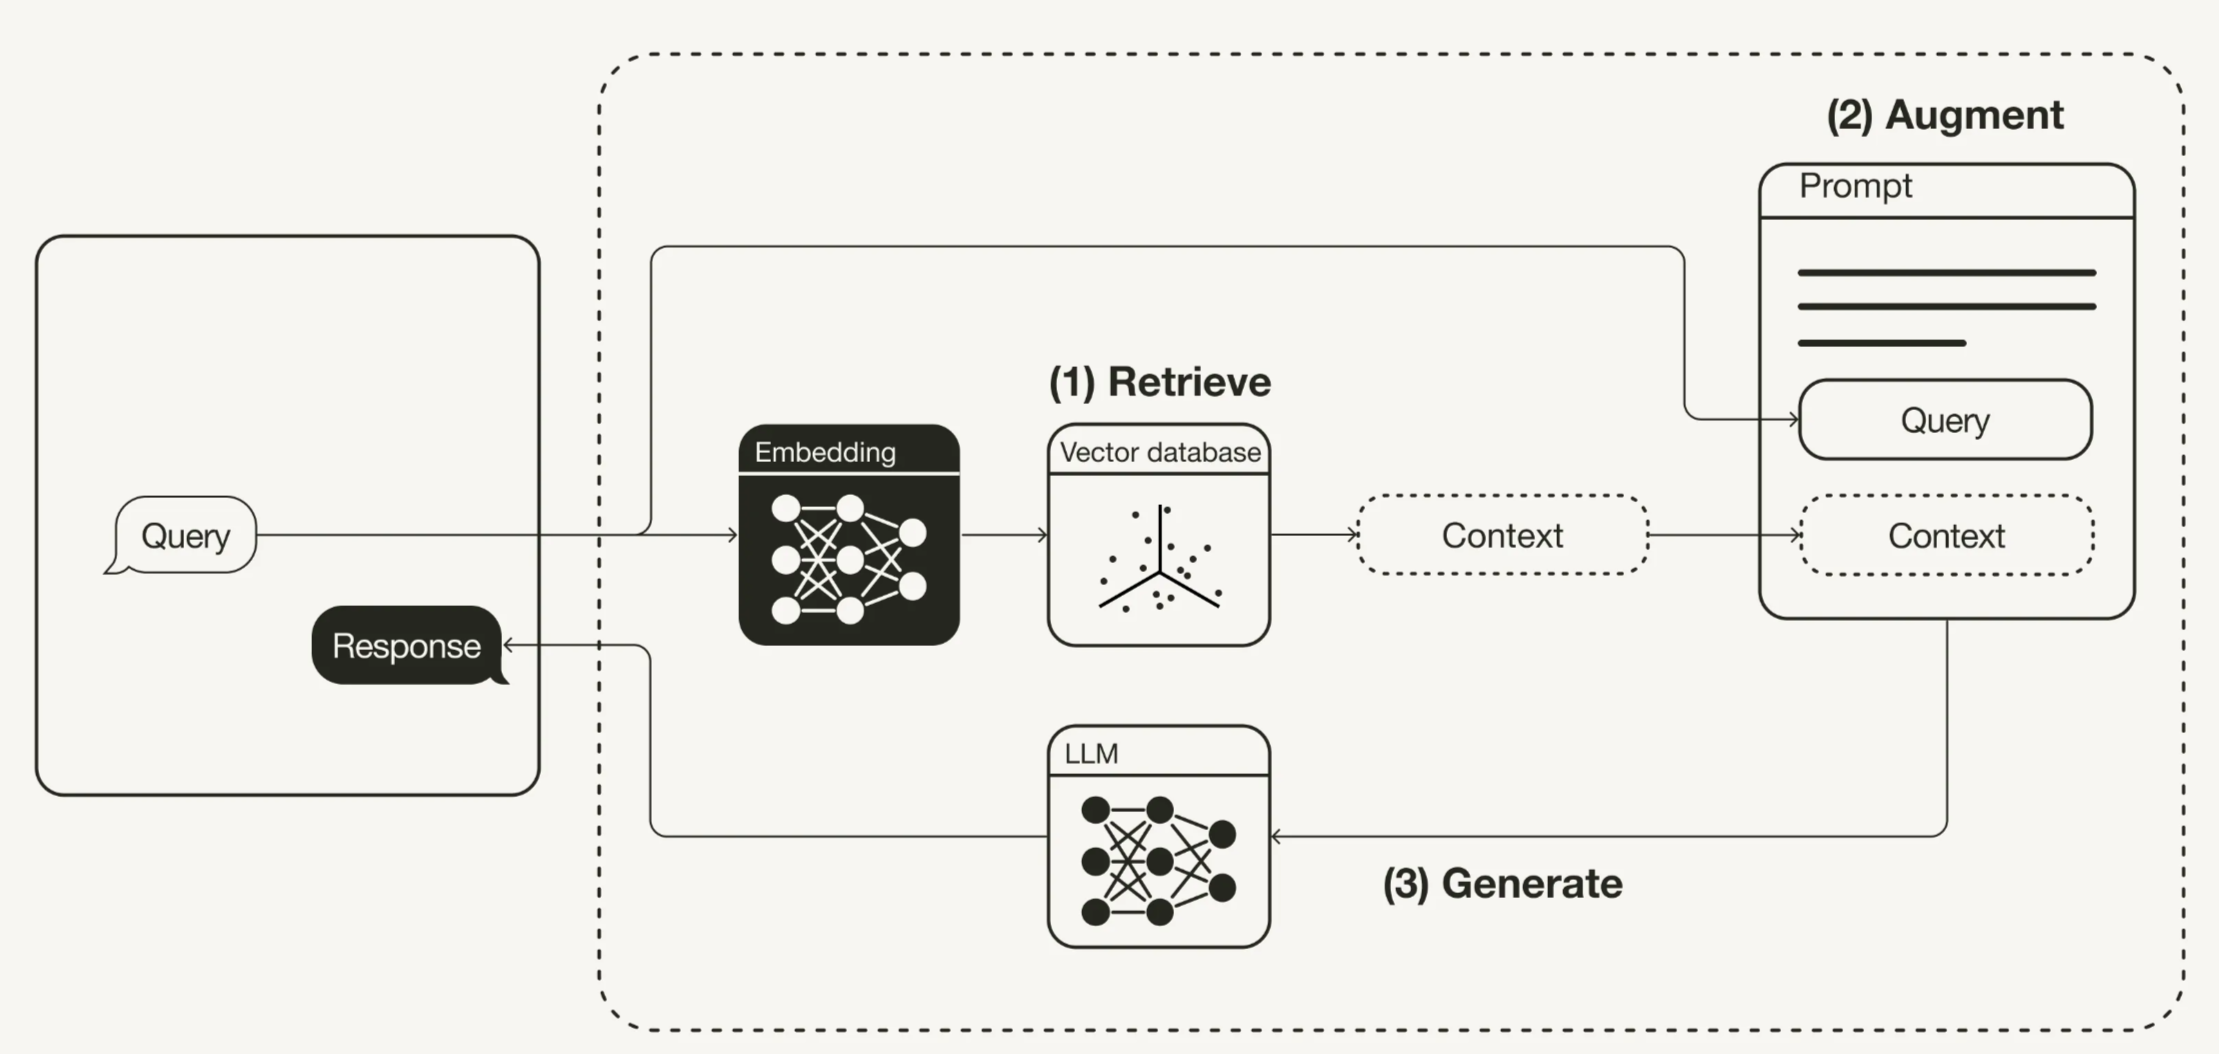 (2) Augment
Prompt
(1) Retrieve
Query
Embedding
Vector database
Query
Context
Context
Response
LLM
(3) Generate